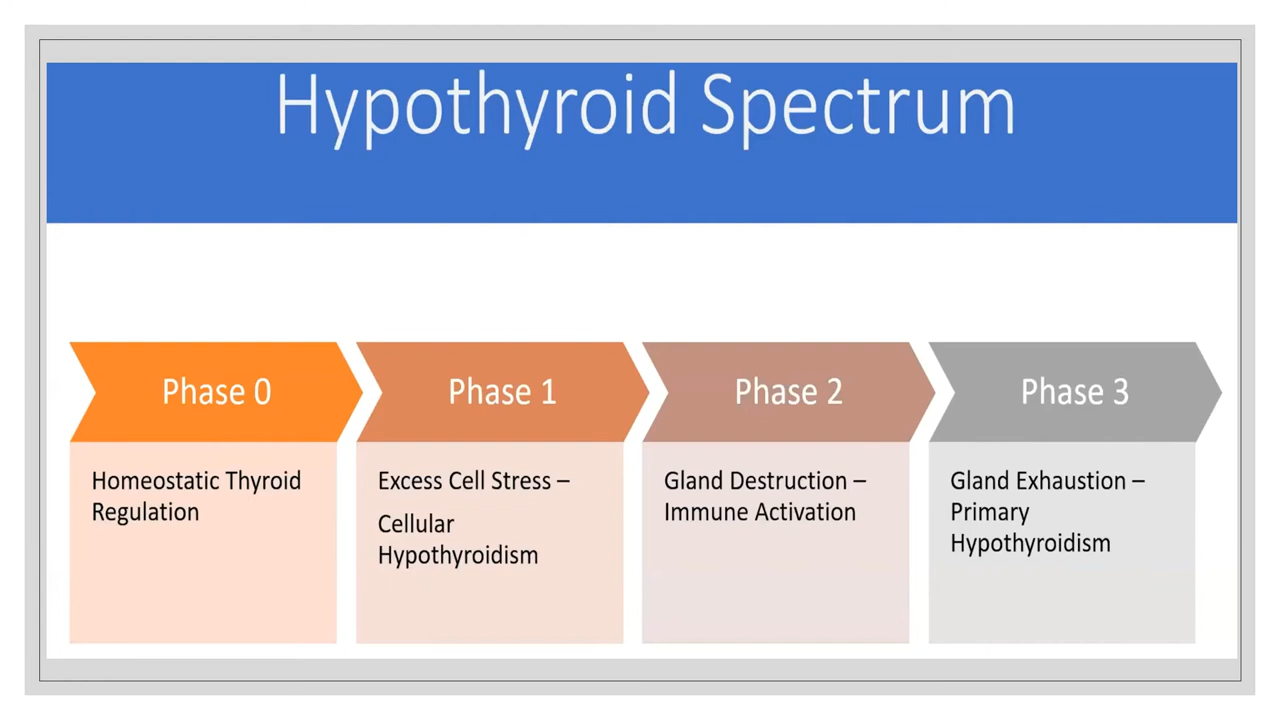 Hypothyroid Spectrum
Phase 0
Phase 1
Phase 2
Phase 3
Homeostatic Thyroid
Regulation
Excess Cell Stress –
Cellular
Hypothyroidism
Gland Destruction –
Immune Activation
Gland Exhaustion –
Primary
Hypothyroidism